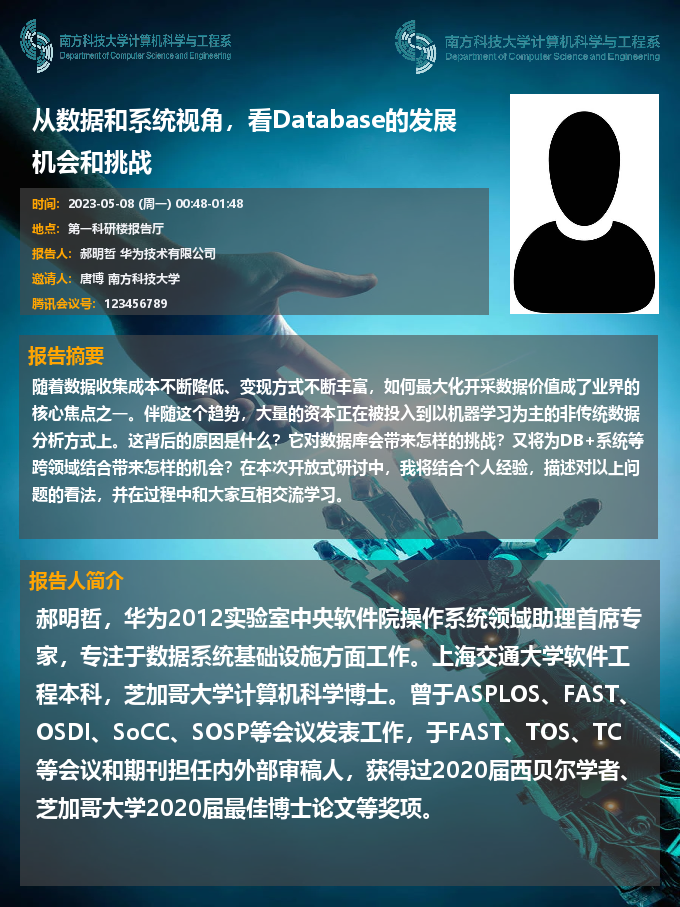 南方科技大学计算机科学与工程系
Department of Computer Science and Engineering
南方科技大学计算机科学与工程系
Department of Computer Science and Engineering
从数据和系统视角，看Database的发展
机会和挑战
时间：2023-05-08 (周一) 00:48-01:48
地点：第一科研楼报告厅
报告人：郝明哲 华为技术有限公司
邀请人：唐博 南方科技大学
腾讯会议号：123456789
报告摘要
随着数据收集成本不断降低、变现方式不断丰富，如何最大化开采数据价值成了业界的
核心焦点之一。伴随这个趋势，大量的资本正在被投入到以机器学习为主的非传统数据
分析方式上。这背后的原因是什么？它对数据库会带来怎样的挑战？又将为DB+系统等
跨领域结合带来怎样的机会？在本次开放式研讨中，我将结合个人经验，描述对以上问
题的看法，并在过程中和大家互相交流学习。
报告人简介
郝明哲，华为2012实验室中央软件院操作系统领域助理首席专
家，专注于数据系统基础设施方面工作。上海交通大学软件工
程本科，芝加哥大学计算机科学博士。曾于ASPLOS、FAST、
OSDI、SoCC、SOSP等会议发表工作，于FAST、TOS、TC
等会议和期刊担任内外部审稿人，获得过2020届西贝尔学者、
芝加哥大学2020届最佳博士论文等奖项。